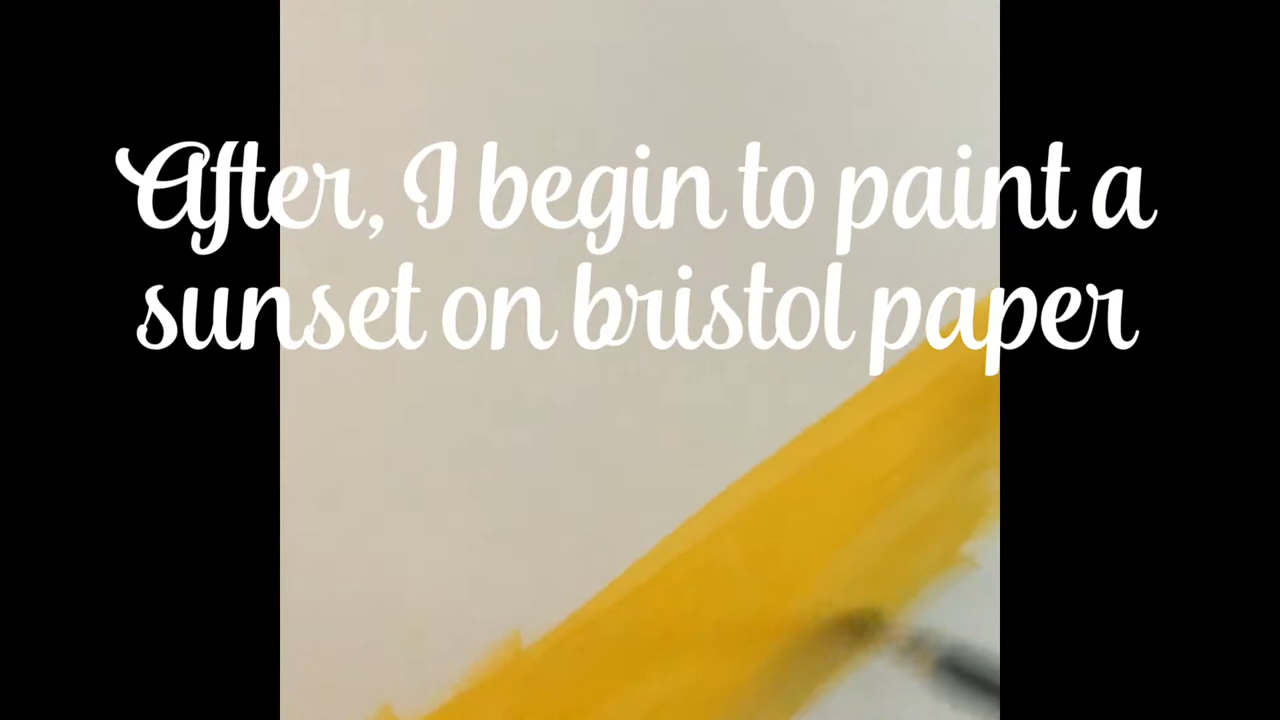 After, I begin to paint a
sunset on bristol paper